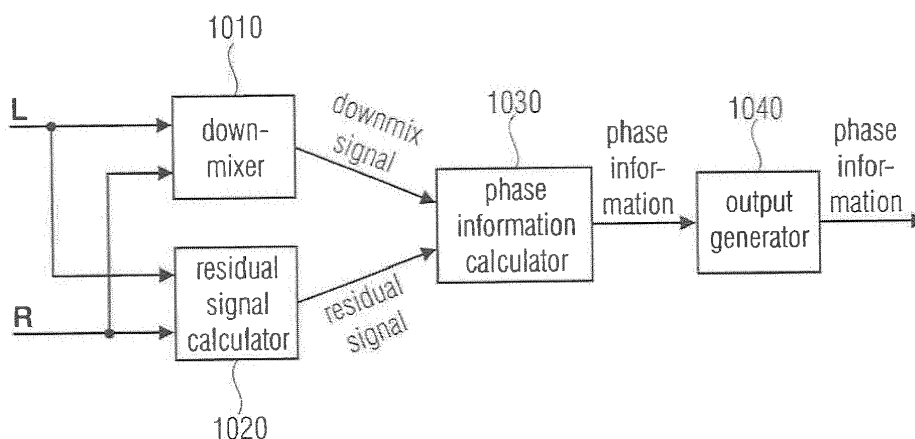 1010
L
down-
mixer
downmix
signal
1030
phase
information
calculator
phase
infor-
mation
1040
output
generator
phase
infor-
mation
residual
signal
calculator
residual
signal
R
1020